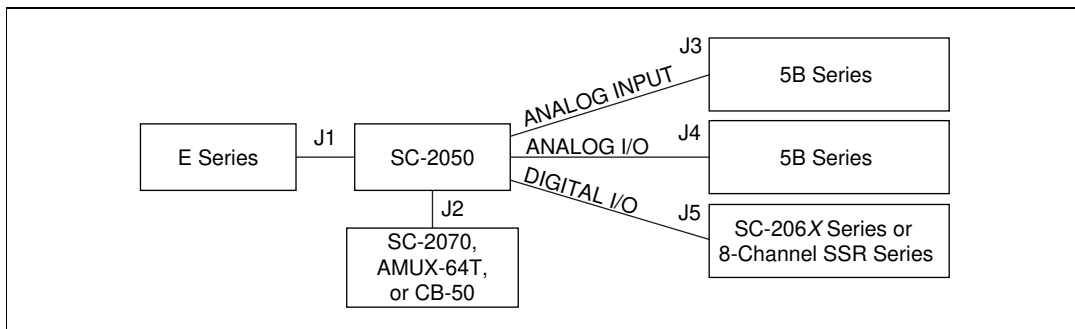 J3
5B Series
ANALOG INPUT
E Series
J1
SC-2050
ANALOG I/O
J4
5B Series
DIGITAL I/O
J5
SC-206X Series or
8-Channel SSR Series
J2
SC-2070,
AMUX-64T,
or CB-50